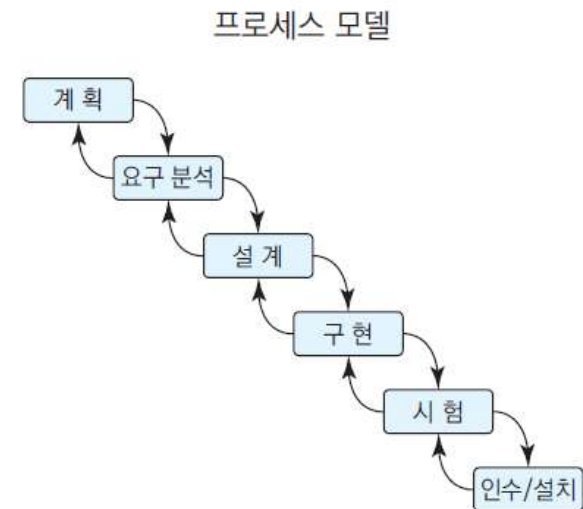 프로세스 모델
계 획
요구 분석
설 계
구 현
시 험
인수/설치